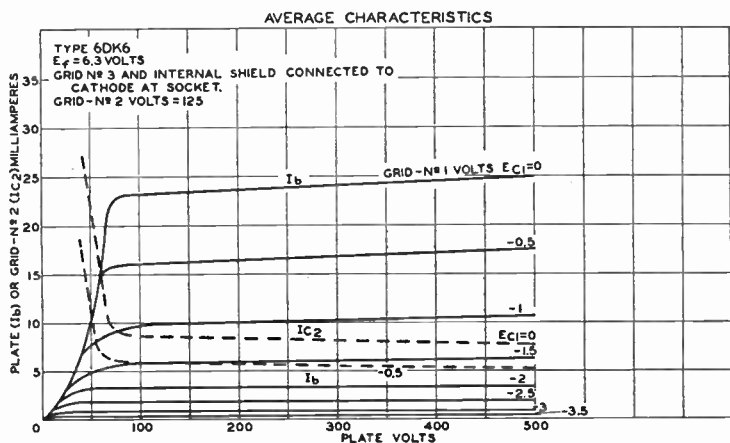 AVERAGE CHARACTERISTICS
TYPE 6DK6
Ef = 6.3 VOLTS
GRID Nº 3 AND INTERNAL SHIELD CONNECTED TO
CATHODE AT SOCKET.
GRID-Nº 2 VOLTS = 125
PLATE (Ib) OR GRID-Nº 2 (IC2) MILLIAMPERES
35
30
25
20
15
10
5
0
Ib
GRID-Nº 1 VOLTS EC1=0
-0.5
-1
IC2
EC1=0
-1.5
-0.5
Ib
-2
-2.5
-3
-3.5
0
100
200
300
400
500
PLATE VOLTS